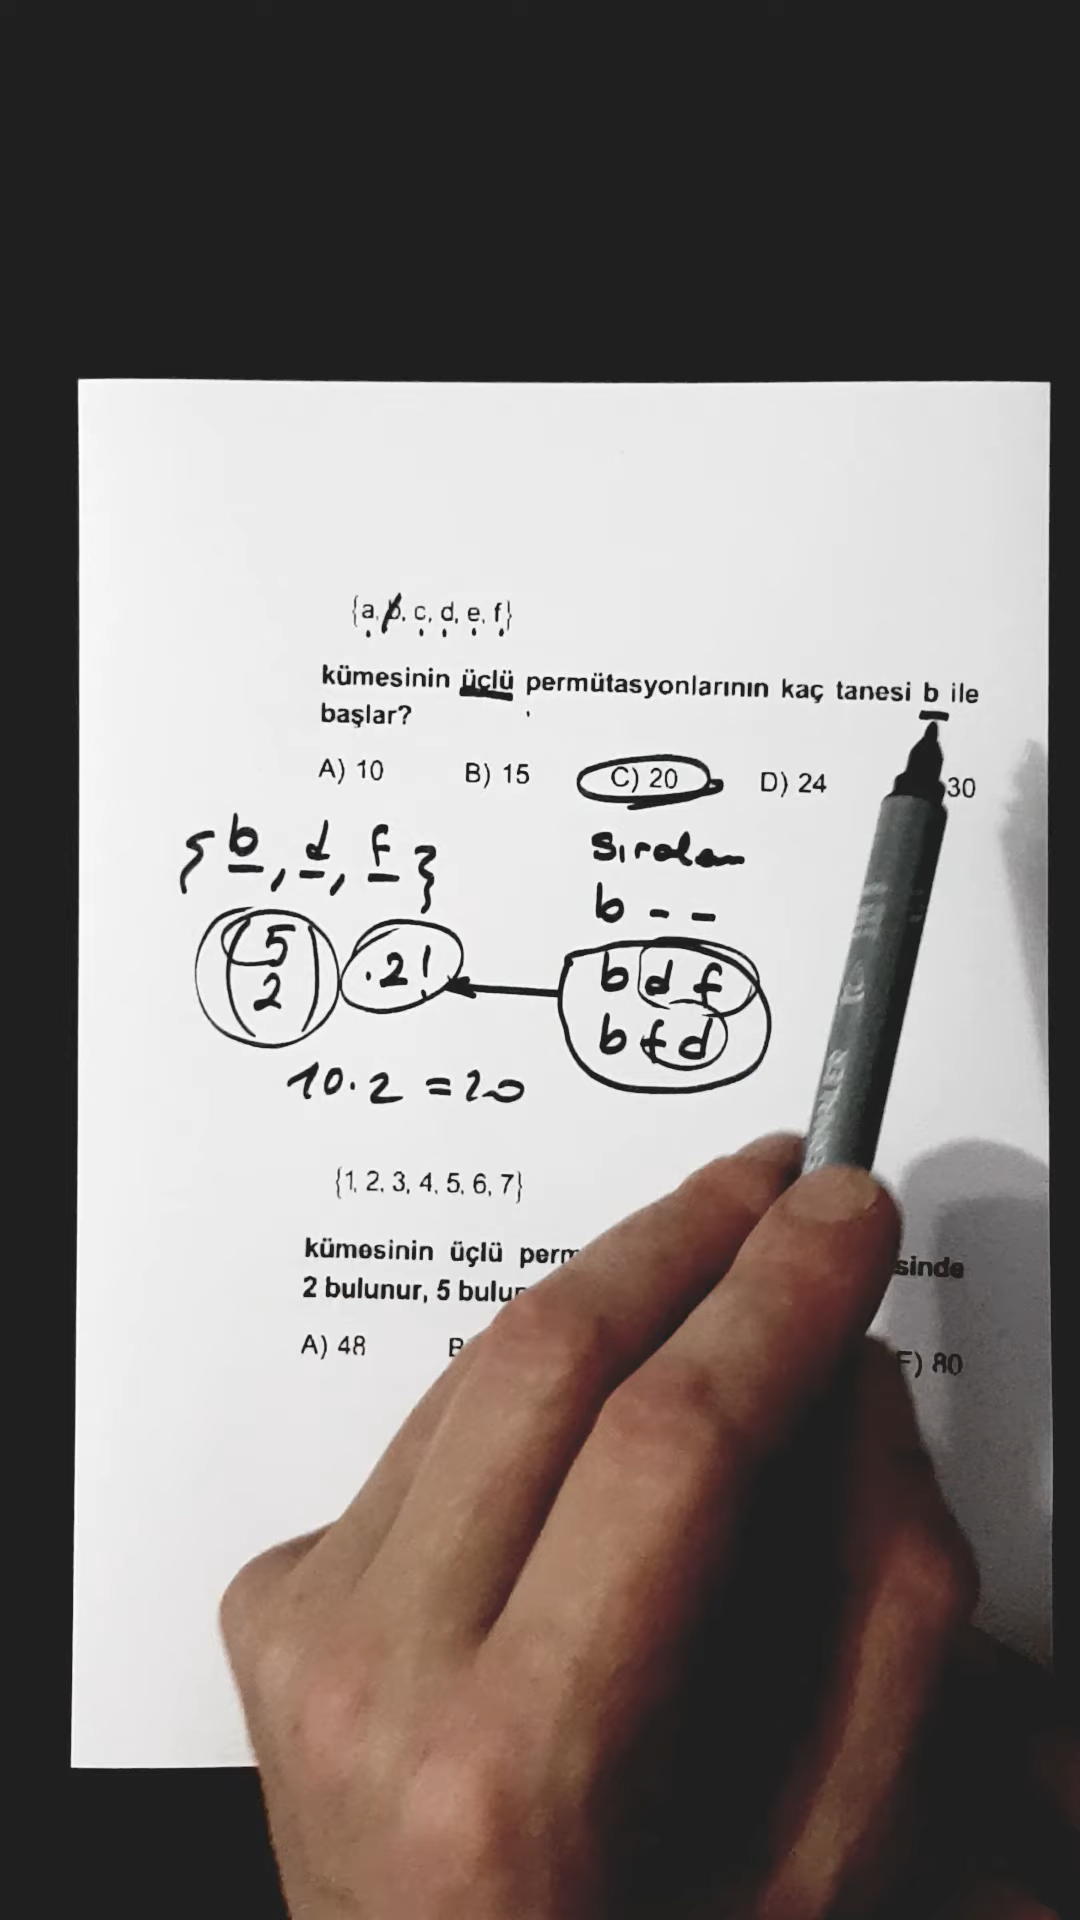 {a, b, c, d, e, f}
kümesinin üçlü permütasyonlarının kaç tanesi b ile
başlar?
A) 10 B) 15 C) 20 D) 24 30
{b, d, f}
(5 2) .2!
10.2 = 20
Sıralam
b - -
b d f
b f d
{1, 2, 3, 4, 5, 6, 7}
kümesinin üçlü perm sinde
2 bulunur, 5 bulun
A) 48 B E) 80